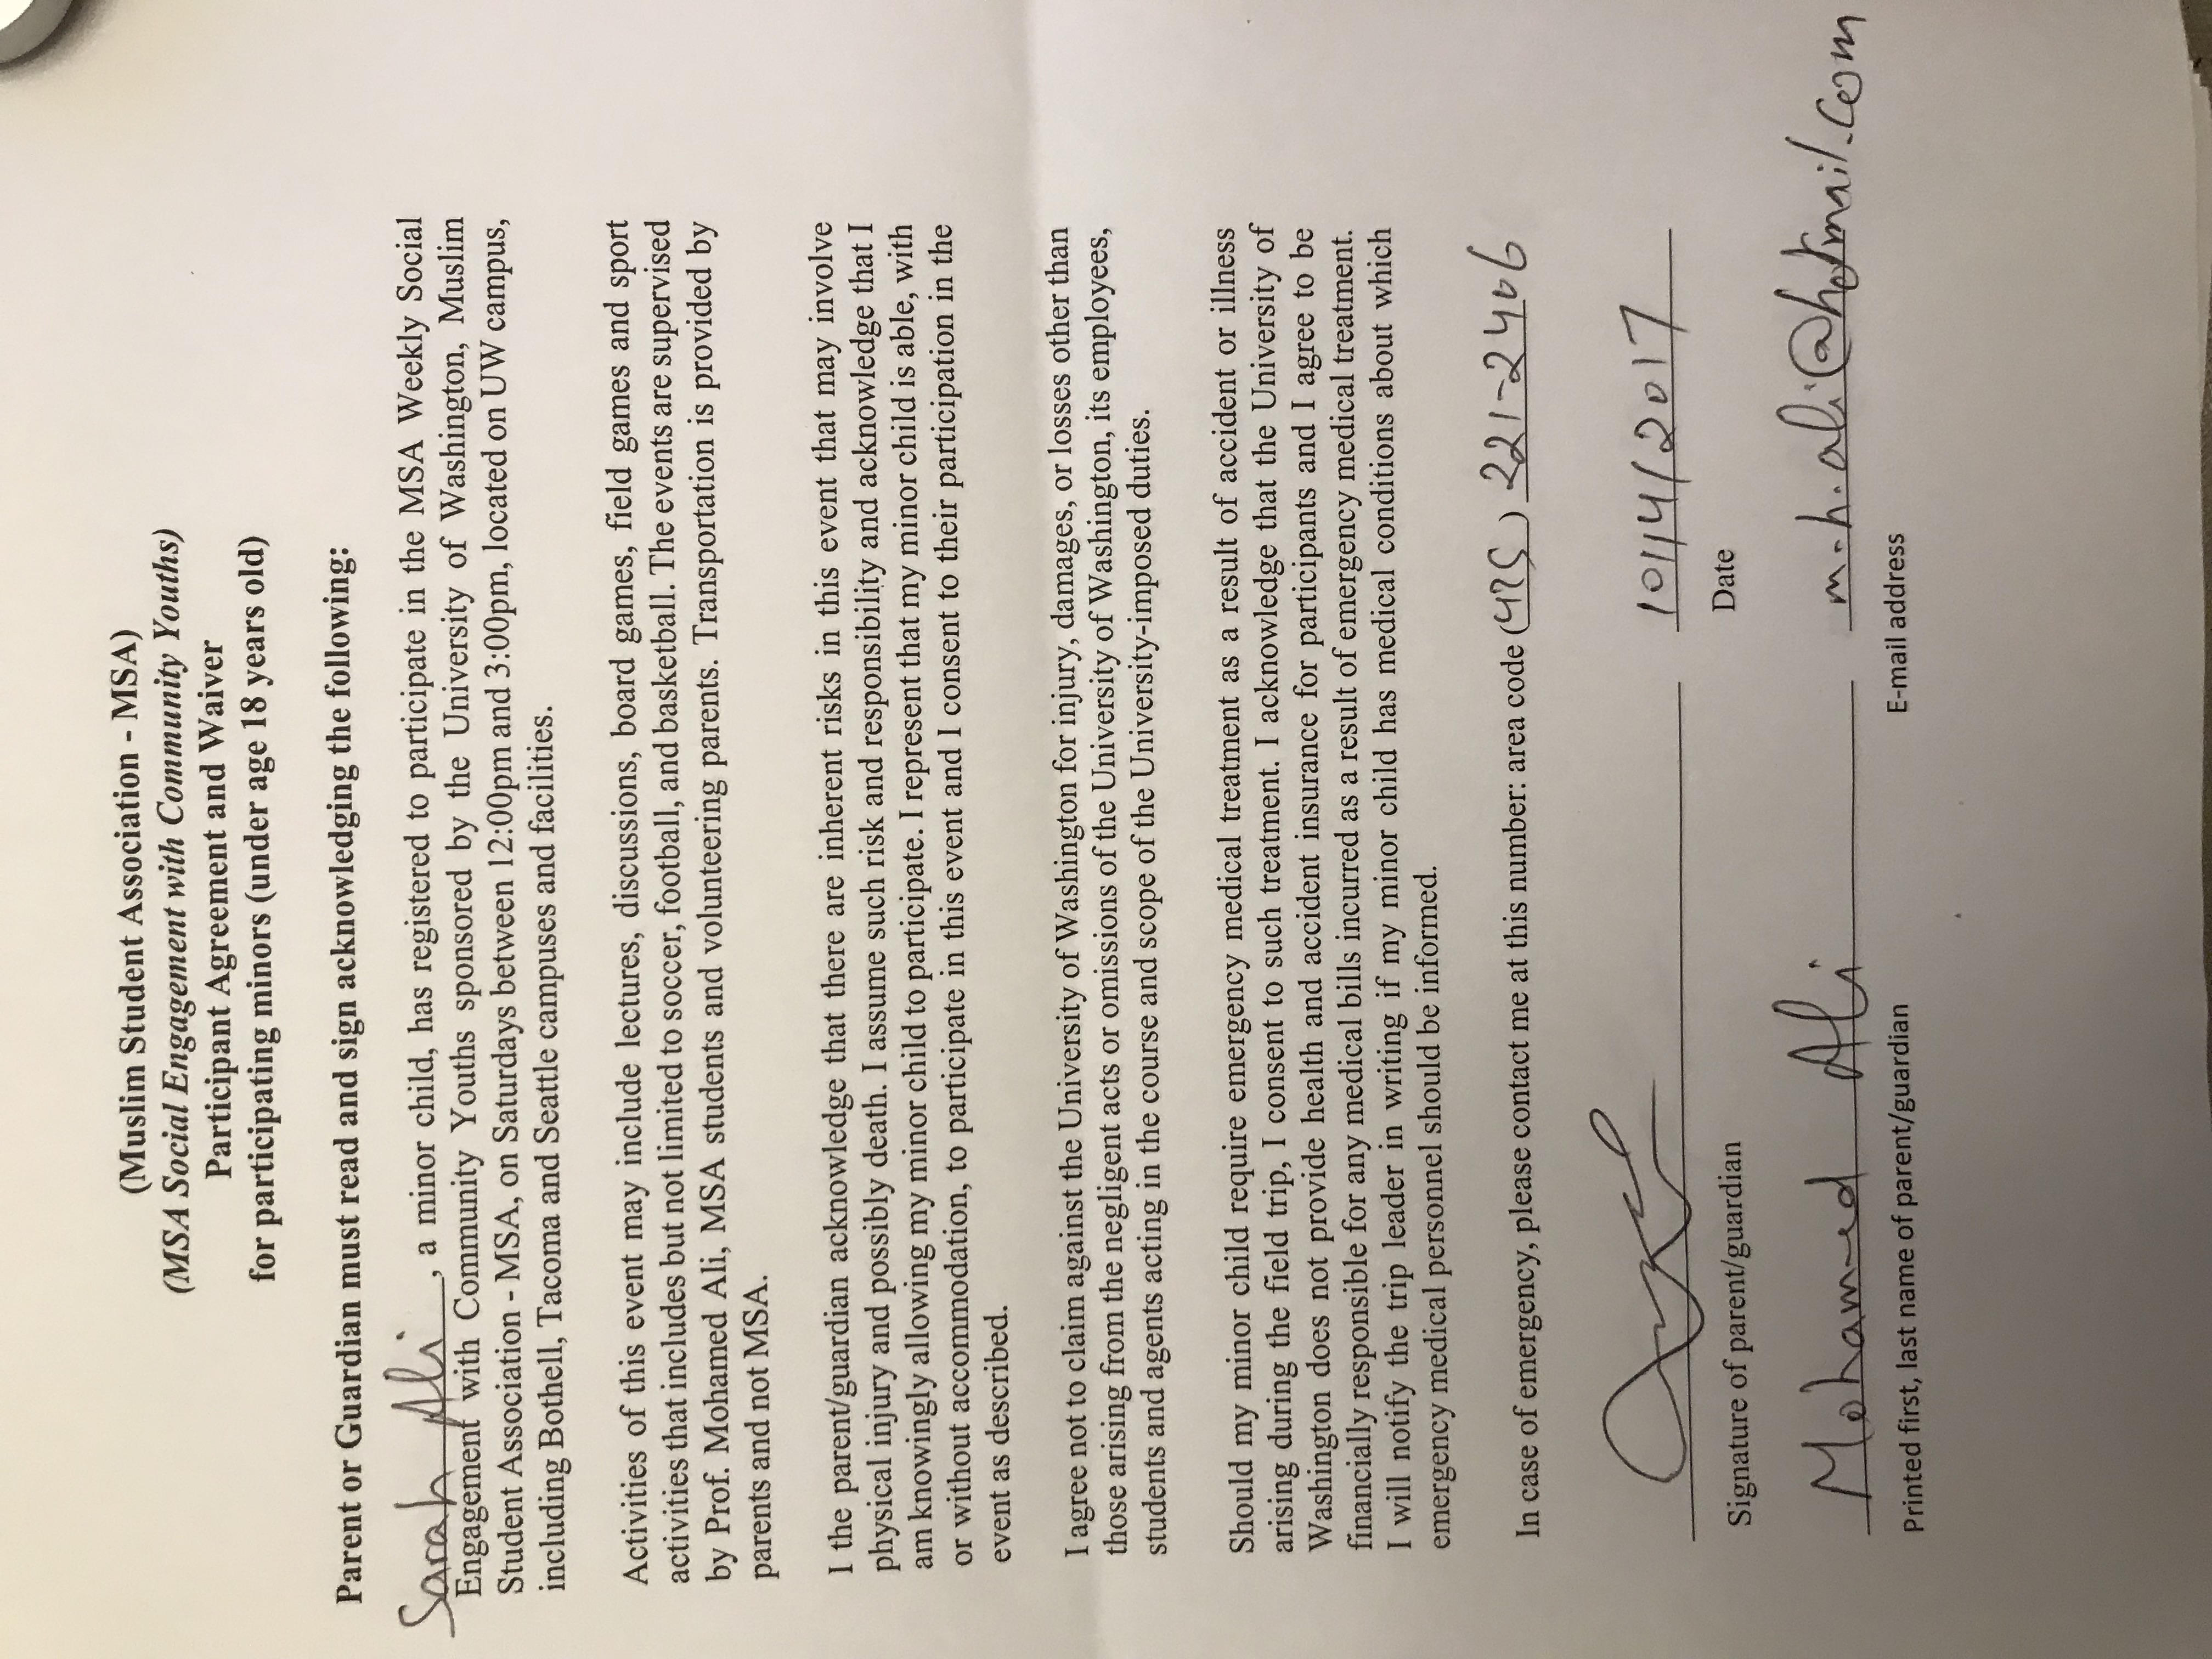 (Muslim Student Association - MSA)
(MSA Social Engagement with Community Youths)
Participant Agreement and Waiver
for participating minors (under age 18 years old)
Parent or Guardian must read and sign acknowledging the following:
Sarah Ali, a minor child, has registered to participate in the MSA Weekly Social
Engagement with Community Youths sponsored by the University of Washington, Muslim
Student Association - MSA, on Saturdays between 12:00pm and 3:00pm, located on UW campus,
including Bothell, Tacoma and Seattle campuses and facilities.
Activities of this event may include lectures, discussions, board games, field games and sport
activities that includes but not limited to soccer, football, and basketball. The events are supervised
by Prof. Mohamed Ali, MSA students and volunteering parents. Transportation is provided by
parents and not MSA.
I the parent/guardian acknowledge that there are inherent risks in this event that may involve
physical injury and possibly death. I assume such risk and responsibility and acknowledge that I
am knowingly allowing my minor child to participate. I represent that my minor child is able, with
or without accommodation, to participate in this event and I consent to their participation in the
event as described.
I agree not to claim against the University of Washington for injury, damages, or losses other than
those arising from the negligent acts or omissions of the University of Washington, its employees,
students and agents acting in the course and scope of the University-imposed duties.
Should my minor child require emergency medical treatment as a result of accident or illness
arising during the field trip, I consent to such treatment. I acknowledge that the University of
Washington does not provide health and accident insurance for participants and I agree to be
financially responsible for any medical bills incurred as a result of emergency medical treatment.
I will notify the trip leader in writing if my minor child has medical conditions about which
emergency medical personnel should be informed.
In case of emergency, please contact me at this number: area code (425) 221-2406
10/14/2017
Signature of parent/guardian Date
Mohamed Ali m.h.ali@hotmail.com
Printed first, last name of parent/guardian E-mail address